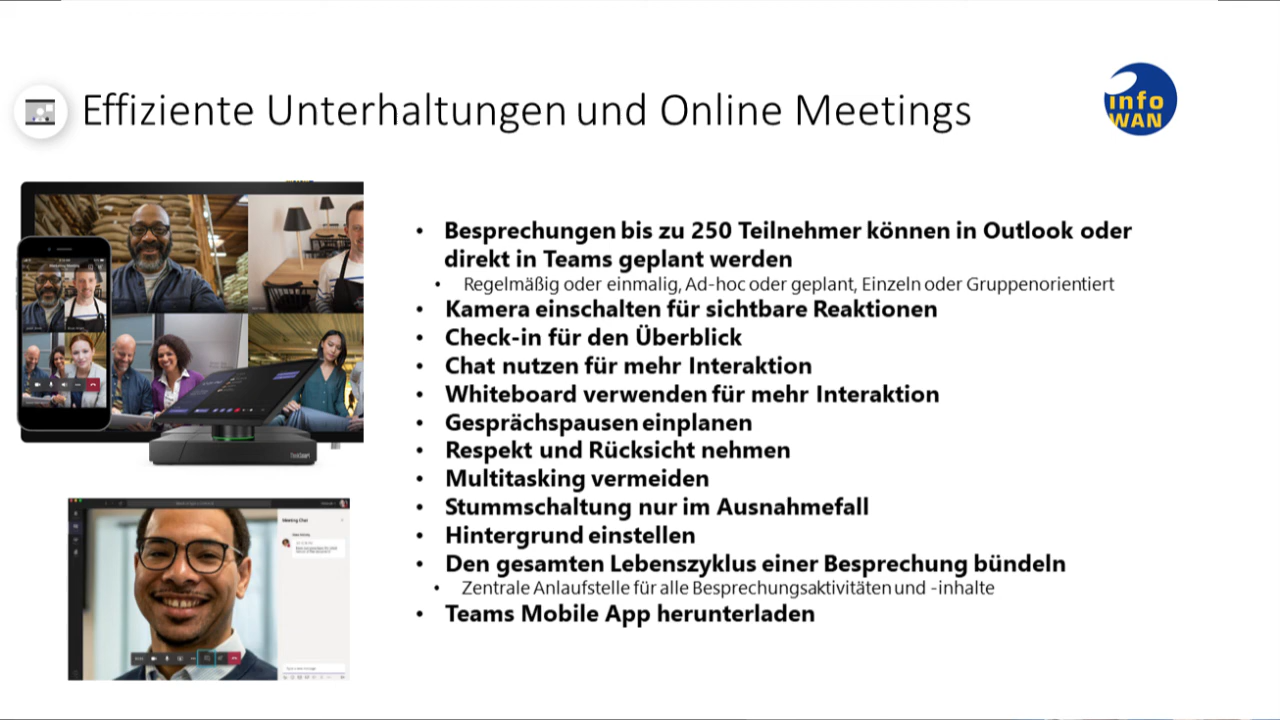 Effiziente Unterhaltungen und Online Meetings
info
WAN
• Besprechungen bis zu 250 Teilnehmer können in Outlook oder
direkt in Teams geplant werden
• Regelmäßig oder einmalig, Ad-hoc oder geplant, Einzeln oder Gruppenorientiert
• Kamera einschalten für sichtbare Reaktionen
• Check-in für den Überblick
• Chat nutzen für mehr Interaktion
• Whiteboard verwenden für mehr Interaktion
• Gesprächspausen einplanen
• Respekt und Rücksicht nehmen
• Multitasking vermeiden
• Stummschaltung nur im Ausnahmefall
• Hintergrund einstellen
• Den gesamten Lebenszyklus einer Besprechung bündeln
• Zentrale Anlaufstelle für alle Besprechungsaktivitäten und -inhalte
• Teams Mobile App herunterladen
Meeting Chat